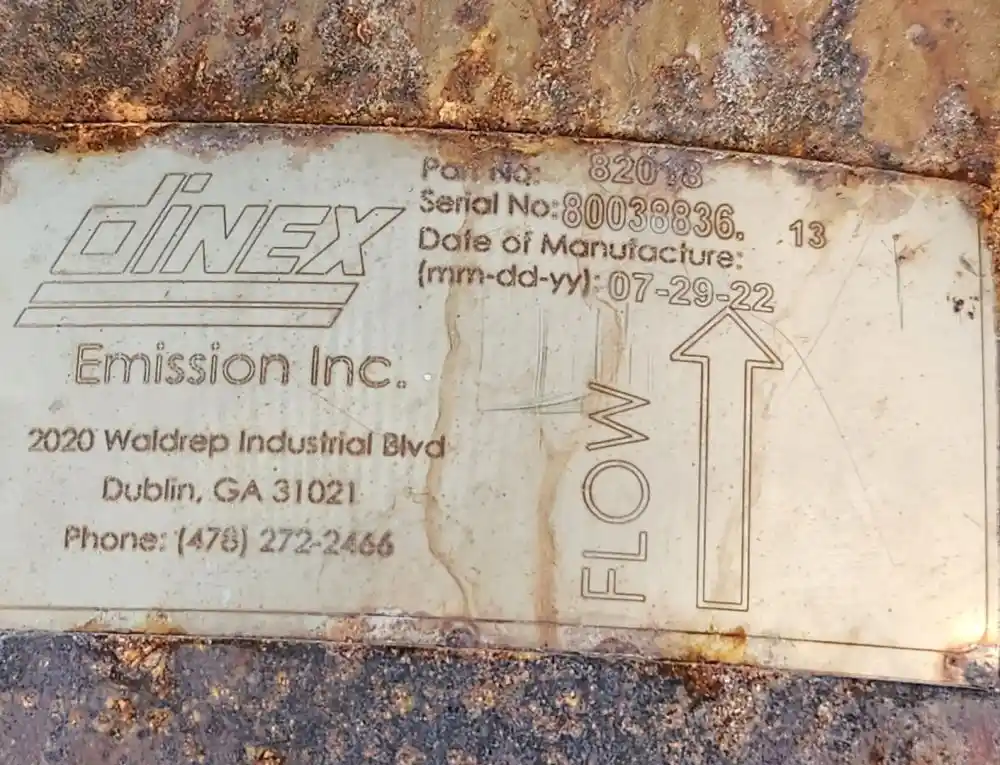 DINEX
Emission Inc.
2020 Waldrep Industrial Blvd
Dublin, GA 31021
Phone: (478) 272-2466
Part No:
Serial No: 80038836. 13
Date of Manufacture:
(mm-dd-yy): 07-29-22
FLOW